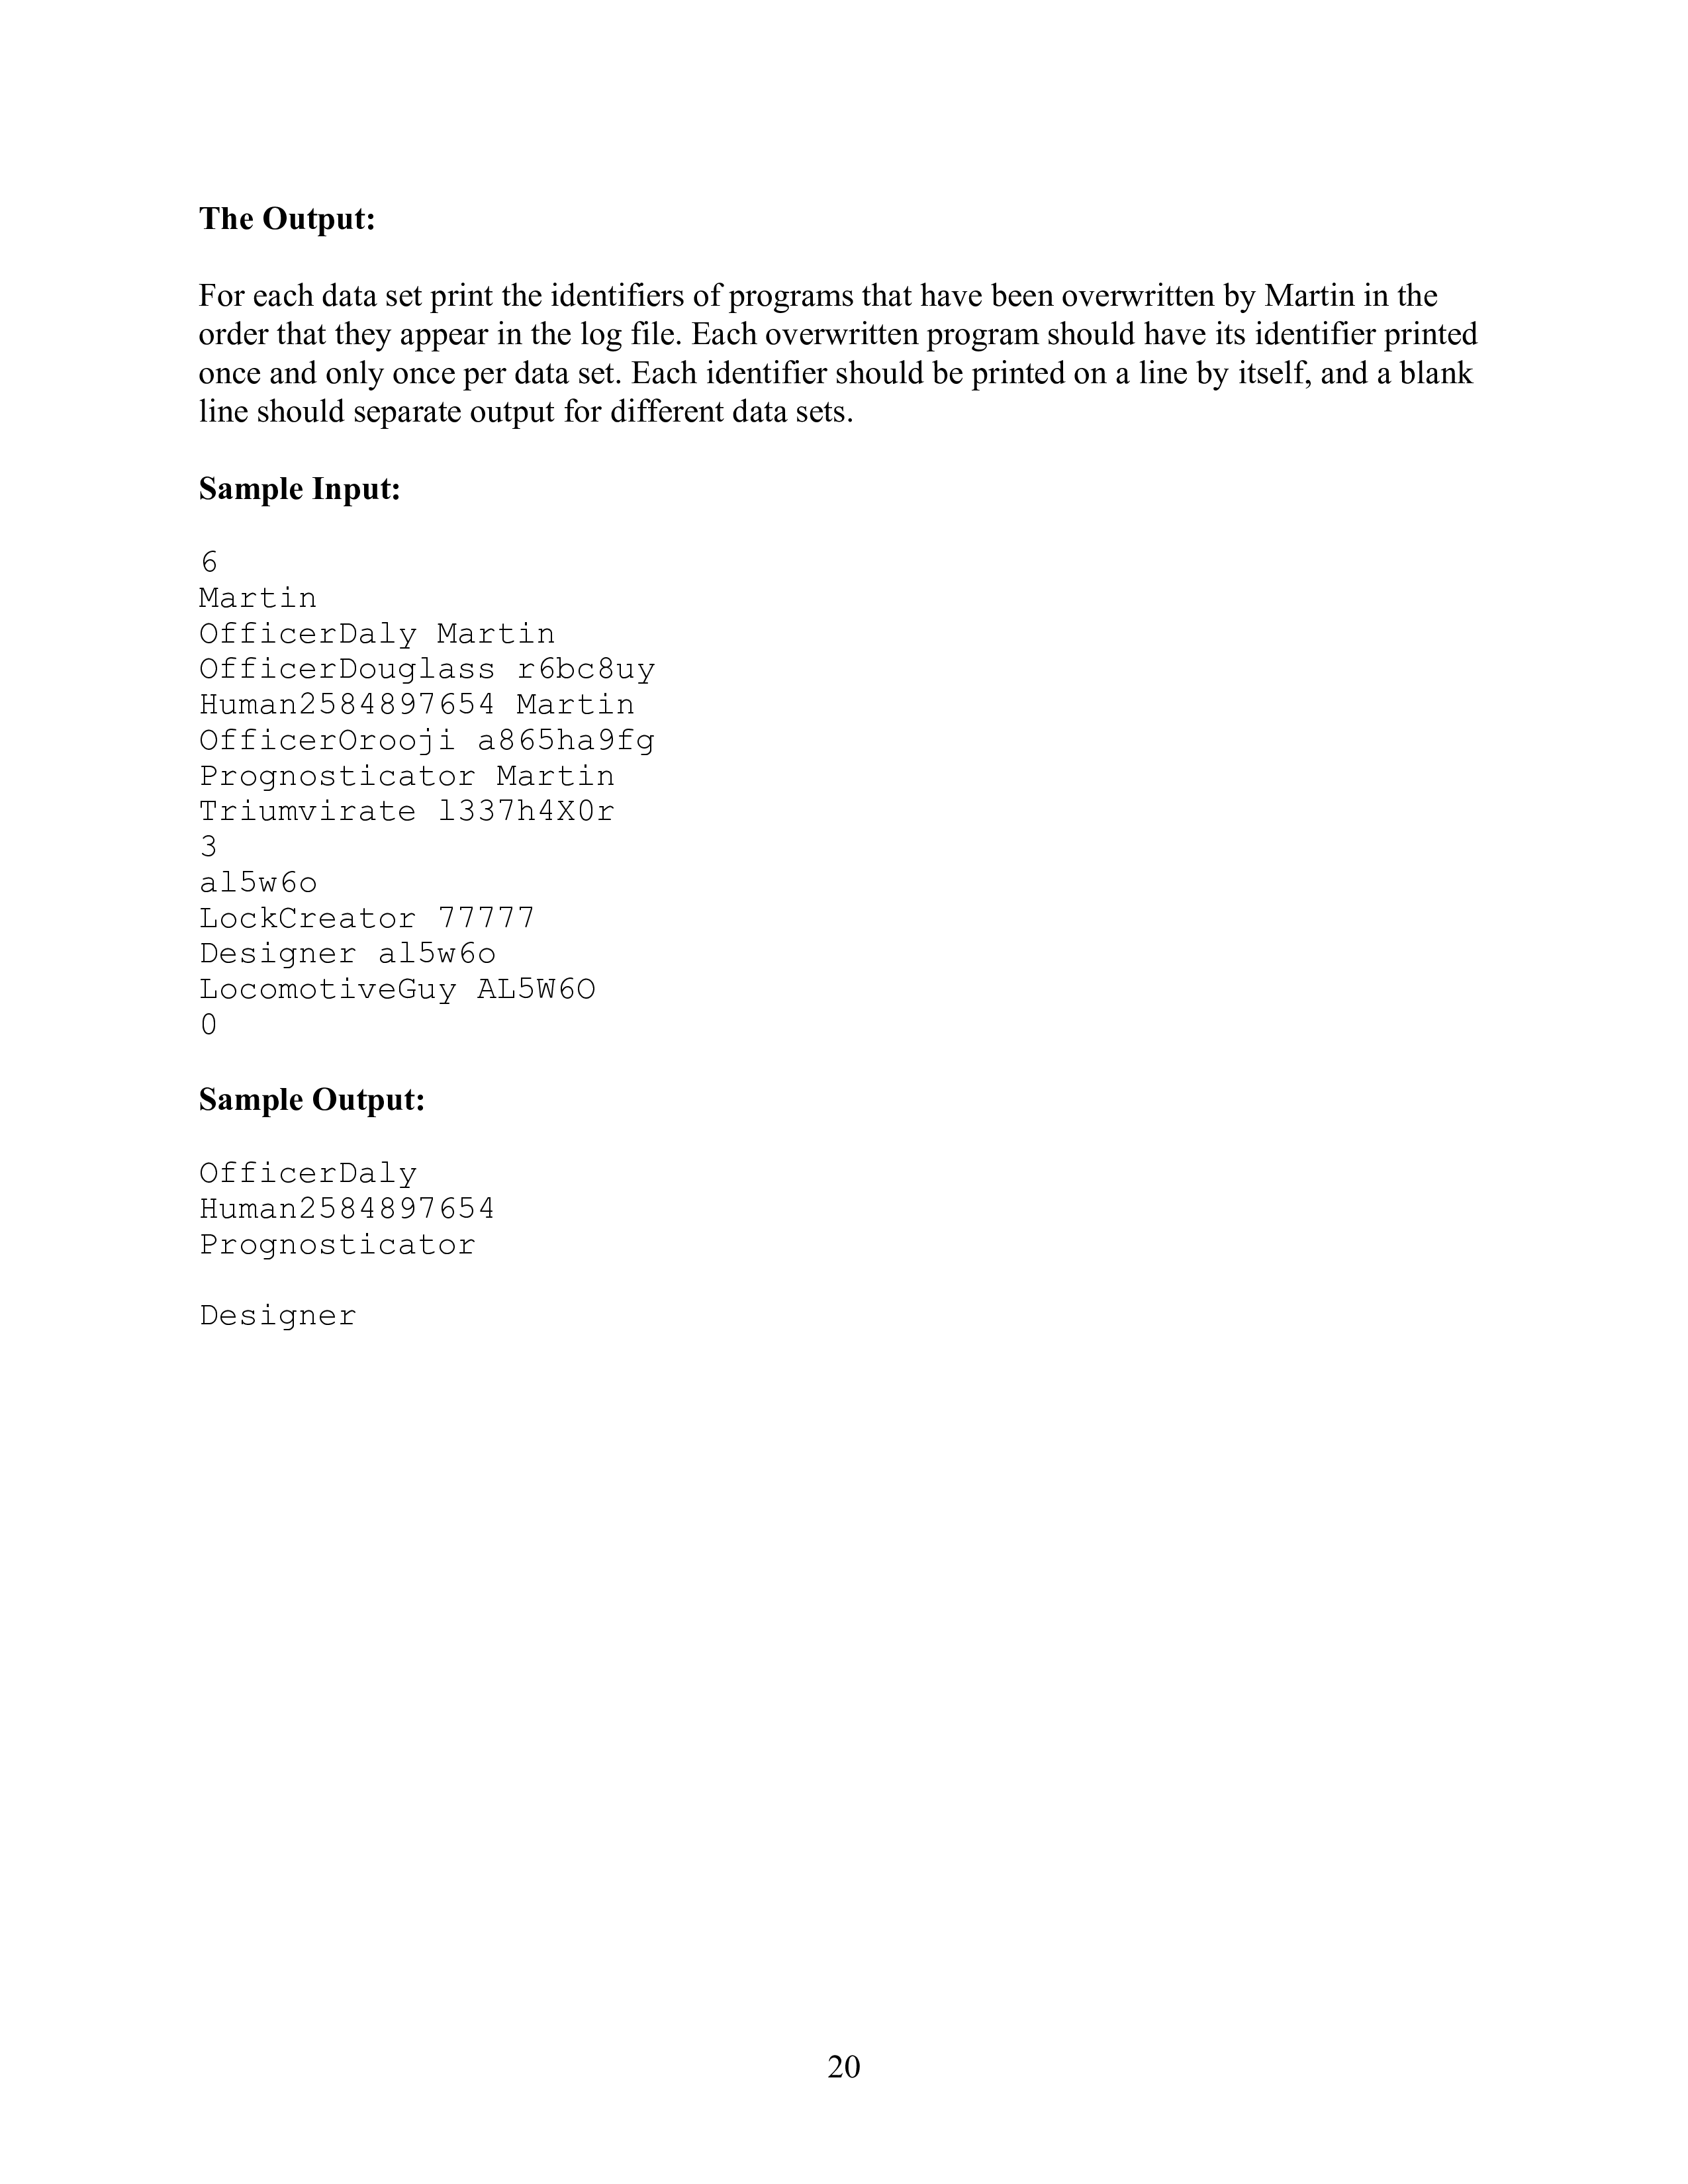 The Output:
For each data set print the identifiers of programs that have been overwritten by Martin in the
order that they appear in the log file. Each overwritten program should have its identifier printed
once and only once per data set. Each identifier should be printed on a line by itself, and a blank
line should separate output for different data sets.
Sample Input:
6
Martin
OfficerDaly Martin
OfficerDouglass r6bc8uy
Human2584897654 Martin
OfficerOrooji a865ha9fg
Prognosticator Martin
Triumvirate l337h4X0r
3
al5w6o
LockCreator 77777
Designer al5w6o
LocomotiveGuy AL5W6O
0
Sample Output:
OfficerDaly
Human2584897654
Prognosticator
Designer
20